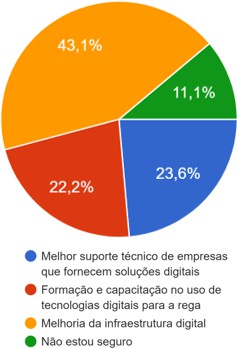 43,1%
11,1%
23,6%
22,2%
Melhor suporte técnico de empresas
que fornecem soluções digitais
Formação e capacitação no uso de
tecnologias digitais para a rega
Melhoria da infraestrutura digital
Não estou seguro